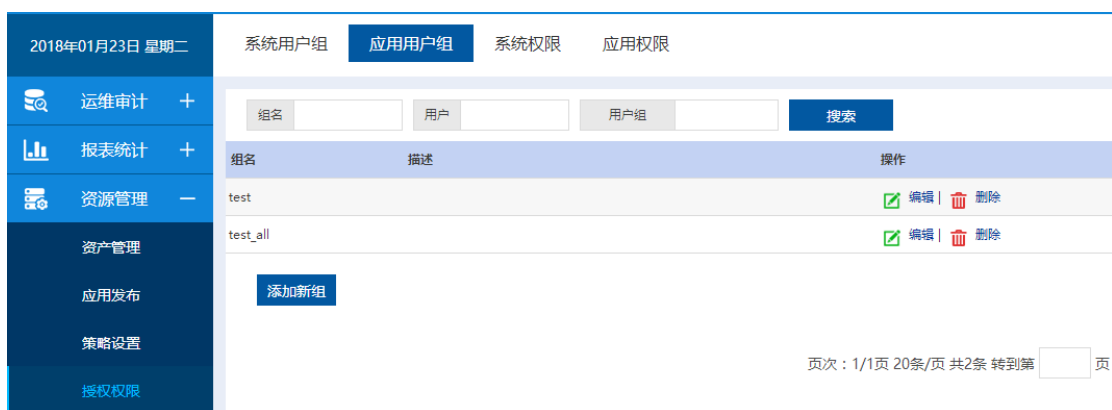 2018年01月23日 星期二
系统用户组 应用用户组 系统权限 应用权限
运维审计 +
报表统计 +
资源管理 —
资产管理
应用发布
策略设置
授权权限
组名 用户 用户组 搜索
组名 描述 操作
test 编辑 | 删除
test_all 编辑 | 删除
添加新组
页次：1/1页 20条/页 共2条 转到第 页